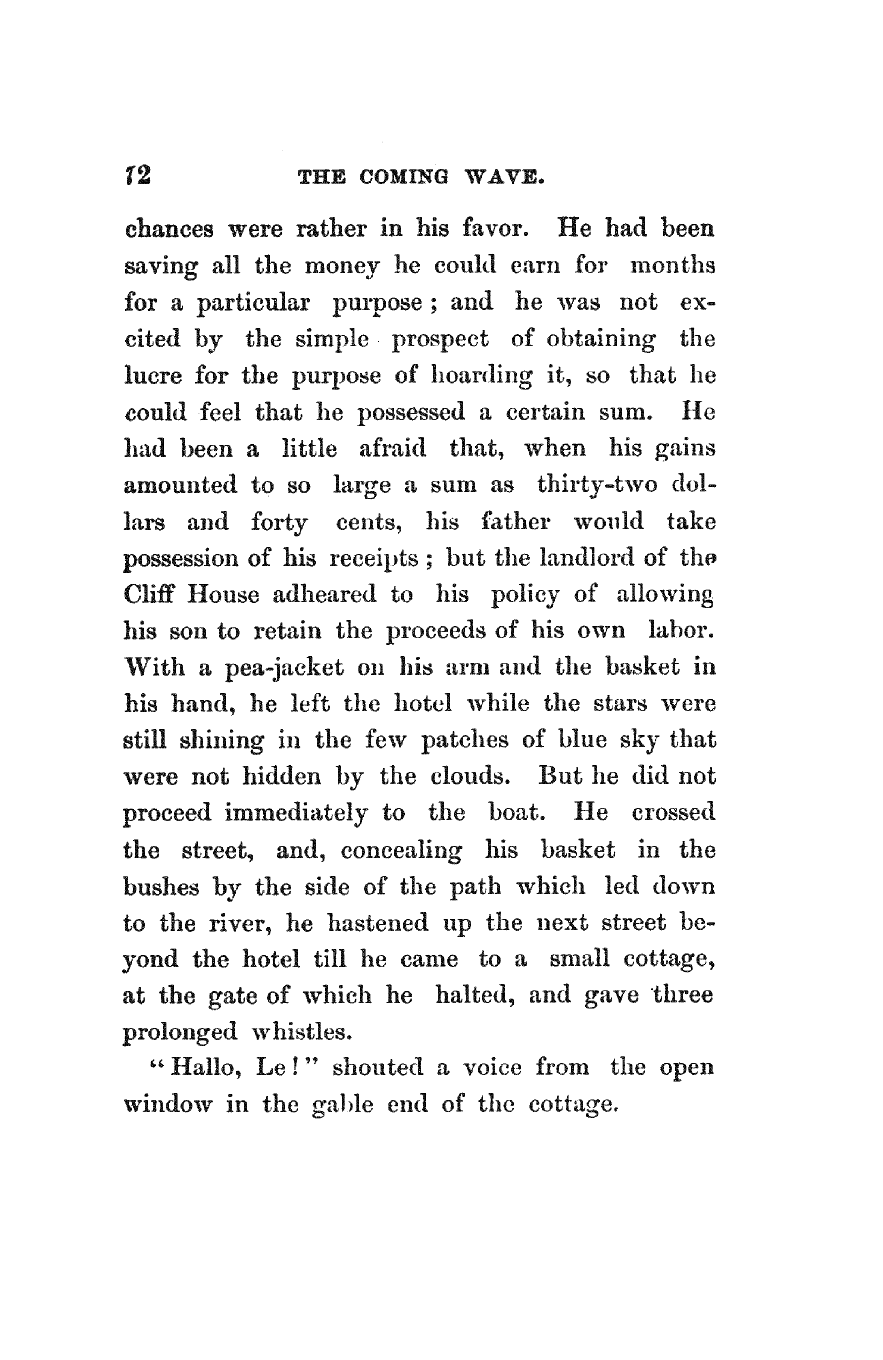 72 THE COMING WAVE.
chances were rather in his favor. He had been
saving all the money he could earn for months
for a particular purpose ; and he was not ex-
cited by the simple prospect of obtaining the
lucre for the purpose of hoarding it, so that he
could feel that he possessed a certain sum. He
had been a little afraid that, when his gains
amounted to so large a sum as thirty-two dol-
lars and forty cents, his father would take
possession of his receipts ; but the landlord of the
Cliff House adheared to his policy of allowing
his son to retain the proceeds of his own labor.
With a pea-jacket on his arm and the basket in
his hand, he left the hotel while the stars were
still shining in the few patches of blue sky that
were not hidden by the clouds. But he did not
proceed immediately to the boat. He crossed
the street, and, concealing his basket in the
bushes by the side of the path which led down
to the river, he hastened up the next street be-
yond the hotel till he came to a small cottage,
at the gate of which he halted, and gave three
prolonged whistles.
“Hallo, Le!” shouted a voice from the open
window in the gable end of the cottage.